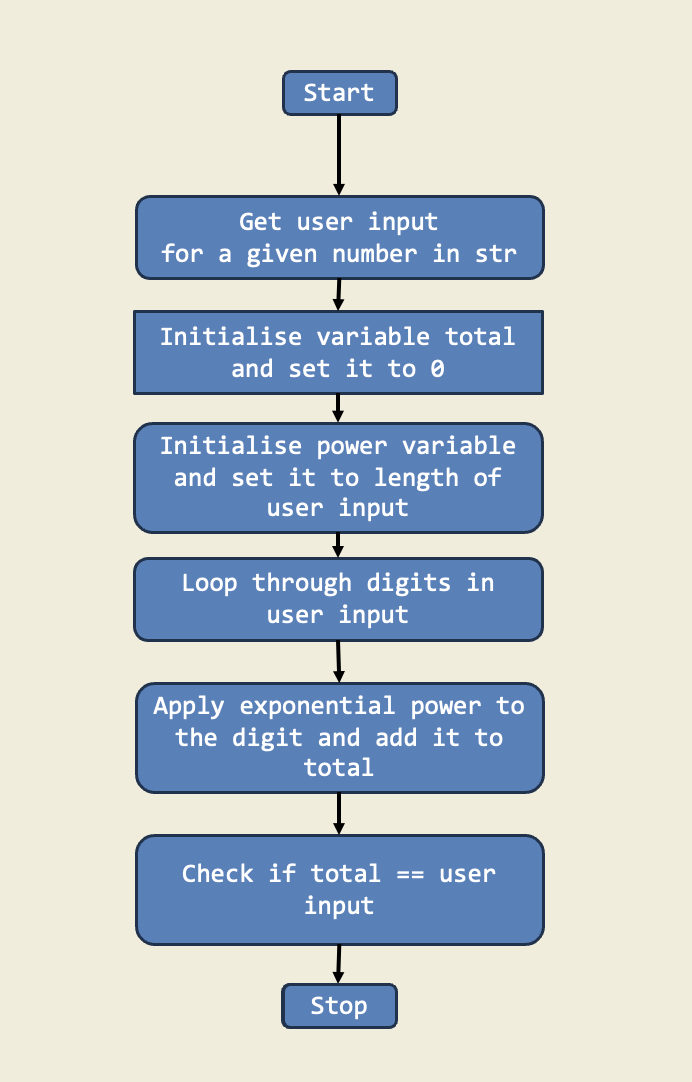 Start
Get user input
for a given number in str
Initialise variable total
and set it to 0
Initialise power variable
and set it to length of
user input
Loop through digits in
user input
Apply exponential power to
the digit and add it to
total
Check if total == user
input
Stop